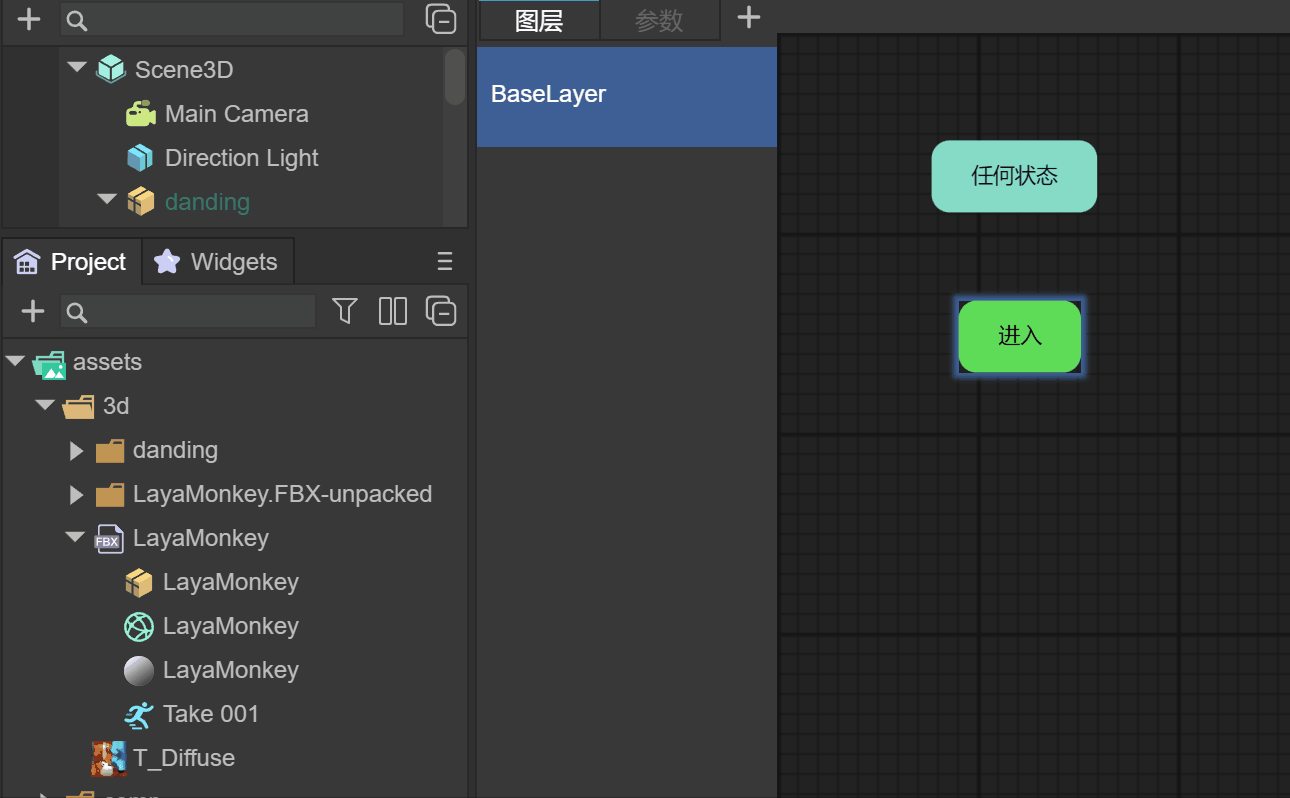 Scene3D
Main Camera
Direction Light
danding
Project
Widgets
assets
3d
danding
LayaMonkey.FBX-unpacked
FBX
LayaMonkey
LayaMonkey
LayaMonkey
LayaMonkey
Take 001
T_Diffuse
图层
参数
BaseLayer
任何状态
进入